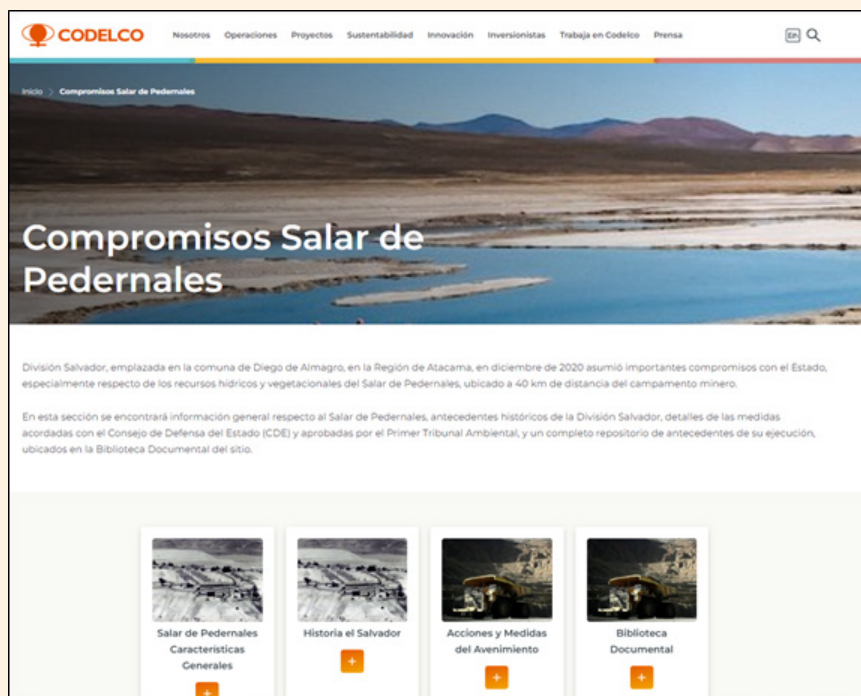 CODELCO
Nosotros Operaciones Proyectos Sustentabilidad Innovación Inversionistas Trabaja en Codelco Prensa EN
Inicio > Compromisos Salar de Pedernales
Compromisos Salar de
Pedernales
División Salvador, emplazada en la comuna de Diego de Almagro, en la Región de Atacama, en diciembre de 2020 asumió importantes compromisos con el Estado,
especialmente respecto de los recursos hídricos y vegetacionales del Salar de Pedernales, ubicado a 40 km de distancia del campamento minero.
En esta sección se encontrará información general respecto al Salar de Pedernales, antecedentes históricos de la División Salvador, detalles de las medidas
acordadas con el Consejo de Defensa del Estado (CDE) y aprobadas por el Primer Tribunal Ambiental, y un completo repositorio de antecedentes de su ejecución,
ubicados en la Biblioteca Documental del sitio.
Salar de Pedernales
Características
Generales
+
Historia el Salvador
+
Acciones y Medidas
del Avenimiento
+
Biblioteca
Documental
+